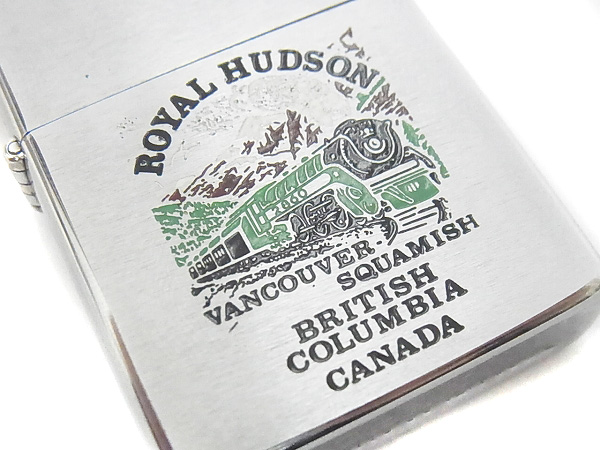 ROYAL HUDSON
VANCOUVER
SQUAMISH
BRITISH
COLUMBIA
CANADA